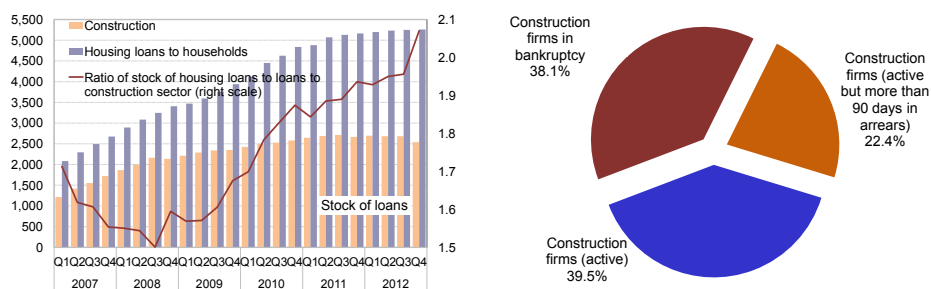 5,500
5,000
4,500
4,000
3,500
3,000
2,500
2,000
1,500
1,000
500
0
Construction
Housing loans to households
Ratio of stock of housing loans to loans to
construction sector (right scale)
Stock of loans
2.1
2.0
1.9
1.8
1.7
1.6
1.5
Q1Q2Q3Q4Q1Q2Q3Q4Q1Q2Q3Q4Q1Q2Q3Q4Q1Q2Q3Q4Q1Q2Q3Q4
2007 2008 2009 2010 2011 2012
Construction
firms in
bankruptcy
38.1%
Construction
firms (active
but more than
90 days in
arrears)
22.4%
Construction
firms (active)
39.5%